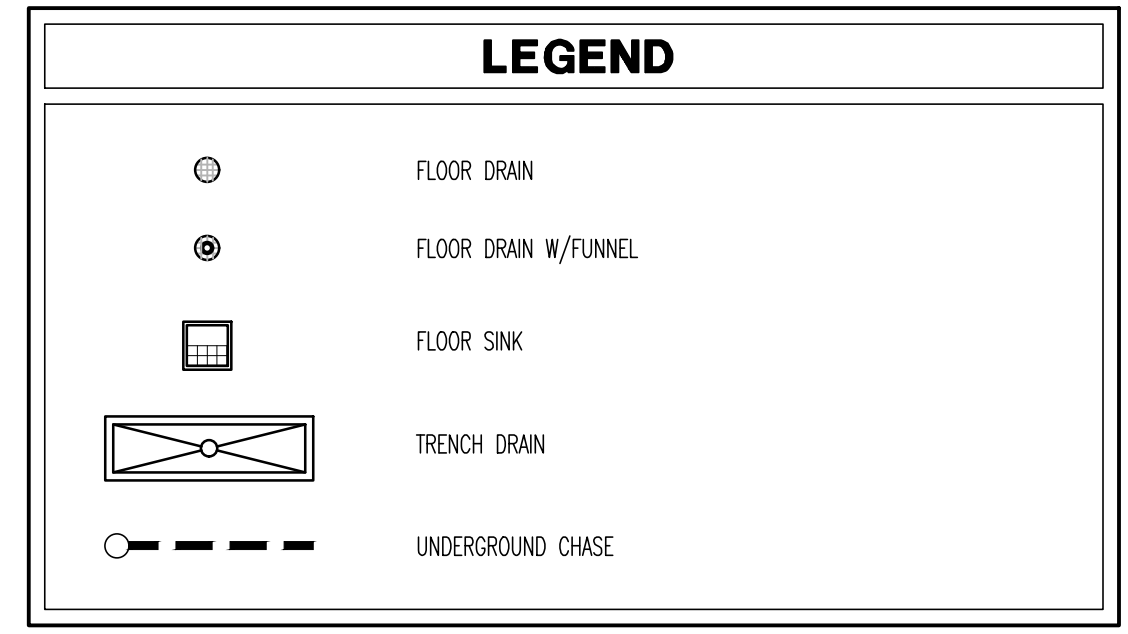 LEGEND
FLOOR DRAIN
FLOOR DRAIN W/FUNNEL
FLOOR SINK
TRENCH DRAIN
UNDERGROUND CHASE